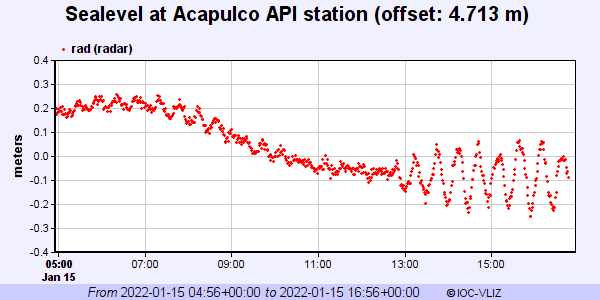 Sealevel at Acapulco API station (offset: 4.713 m)
rad (radar)
meters
0.4
0.3
0.2
0.1
0.0
-0.1
-0.2
-0.3
-0.4
05:00 07:00 09:00 11:00 13:00 15:00
Jan 15
From 2022-01-15 04:56+00:00 to 2022-01-15 16:56+00:00 © IOC-VLIZ